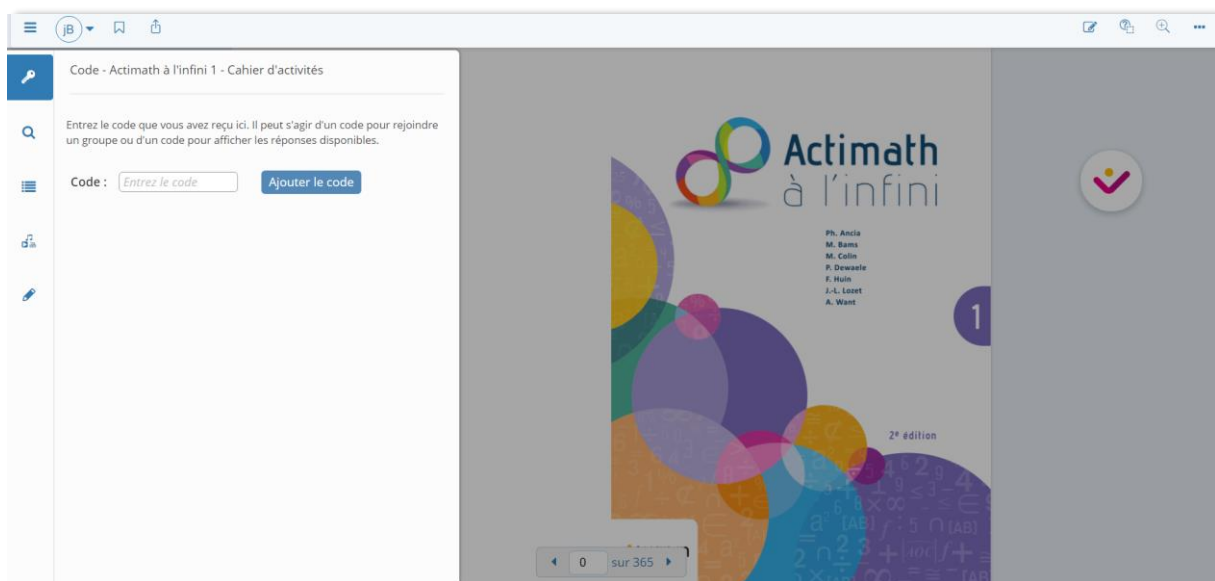 jB
Code - Actimath à l'infini 1 - Cahier d'activités
Entrez le code que vous avez reçu ici. Il peut s'agir d'un code pour rejoindre
un groupe ou d'un code pour afficher les réponses disponibles.
Code :
Entrez le code
Ajouter le code
Actimath
à l'infini
Ph. Ancia
M. Bams
M. Colin
P. Dewaele
F. Huin
J.-L. Lozet
A. Want
1
2e édition
0 sur 365